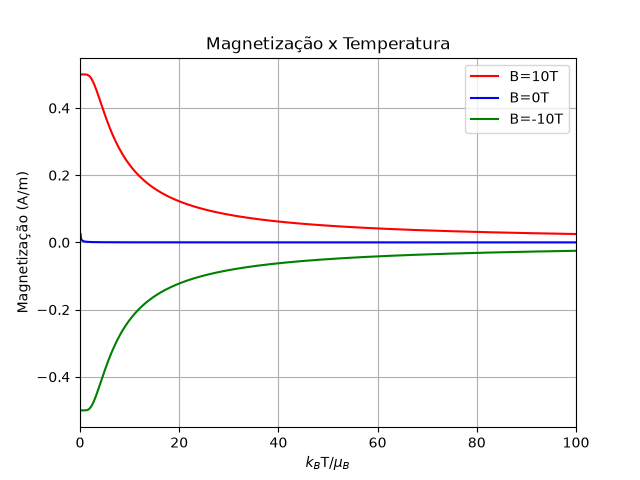 Magnetização x Temperatura
B=10T
B=0T
B=-10T
Magnetização (A/m)
0.4
0.2
0.0
−0.2
−0.4
0 20 40 60 80 100
k_BT/μ_B